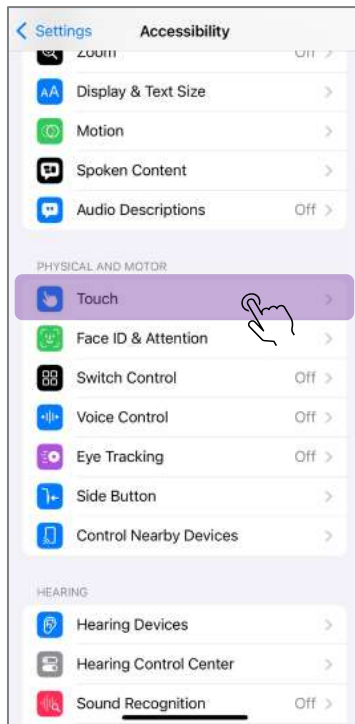 Settings Accessibility
Zoom Off
Display & Text Size
Motion
Spoken Content
Audio Descriptions Off
PHYSICAL AND MOTOR
Touch
Face ID & Attention
Switch Control Off
Voice Control Off
Eye Tracking Off
Side Button
Control Nearby Devices
HEARING
Hearing Devices
Hearing Control Center
Sound Recognition Off